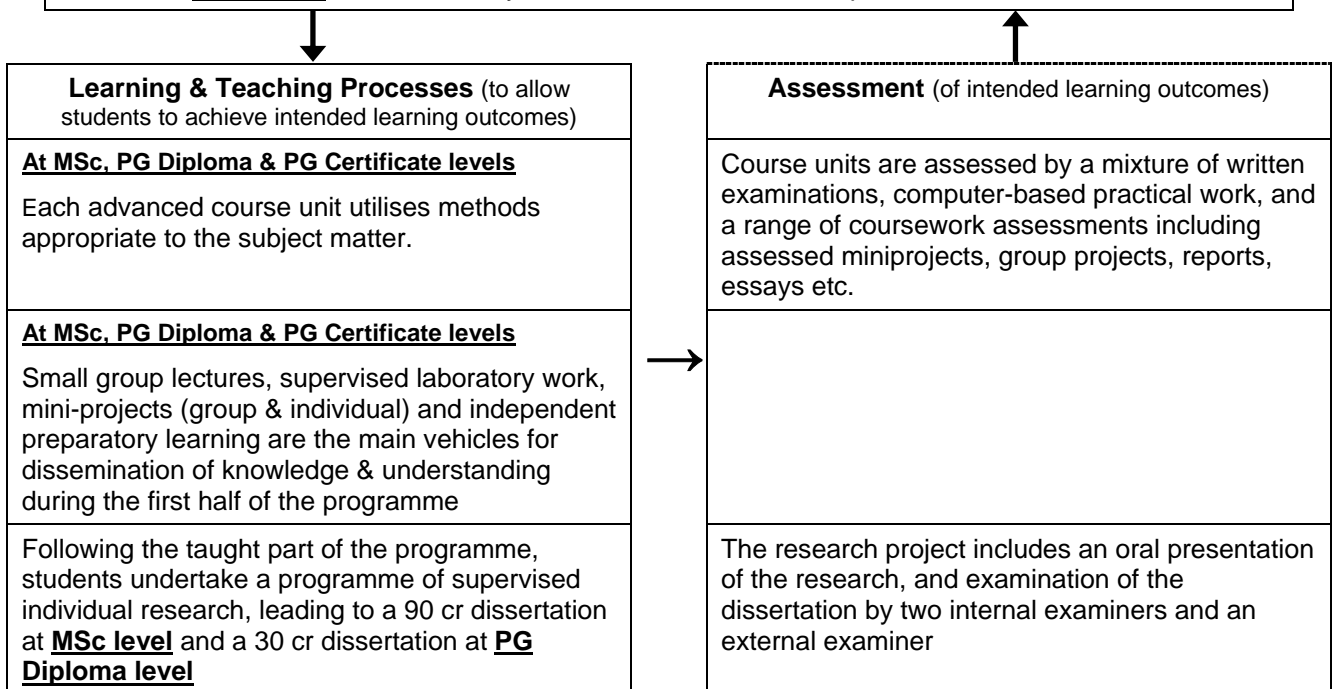 Learning & Teaching Processes (to allow
students to achieve intended learning outcomes)
At MSc, PG Diploma & PG Certificate levels
Each advanced course unit utilises methods
appropriate to the subject matter.
At MSc, PG Diploma & PG Certificate levels
Small group lectures, supervised laboratory work,
mini-projects (group & individual) and independent
preparatory learning are the main vehicles for
dissemination of knowledge & understanding
during the first half of the programme
Following the taught part of the programme,
students undertake a programme of supervised
individual research, leading to a 90 cr dissertation
at MSc level and a 30 cr dissertation at PG
Diploma level
Assessment (of intended learning outcomes)
Course units are assessed by a mixture of written
examinations, computer-based practical work, and
a range of coursework assessments including
assessed miniprojects, group projects, reports,
essays etc.
The research project includes an oral presentation
of the research, and examination of the
dissertation by two internal examiners and an
external examiner